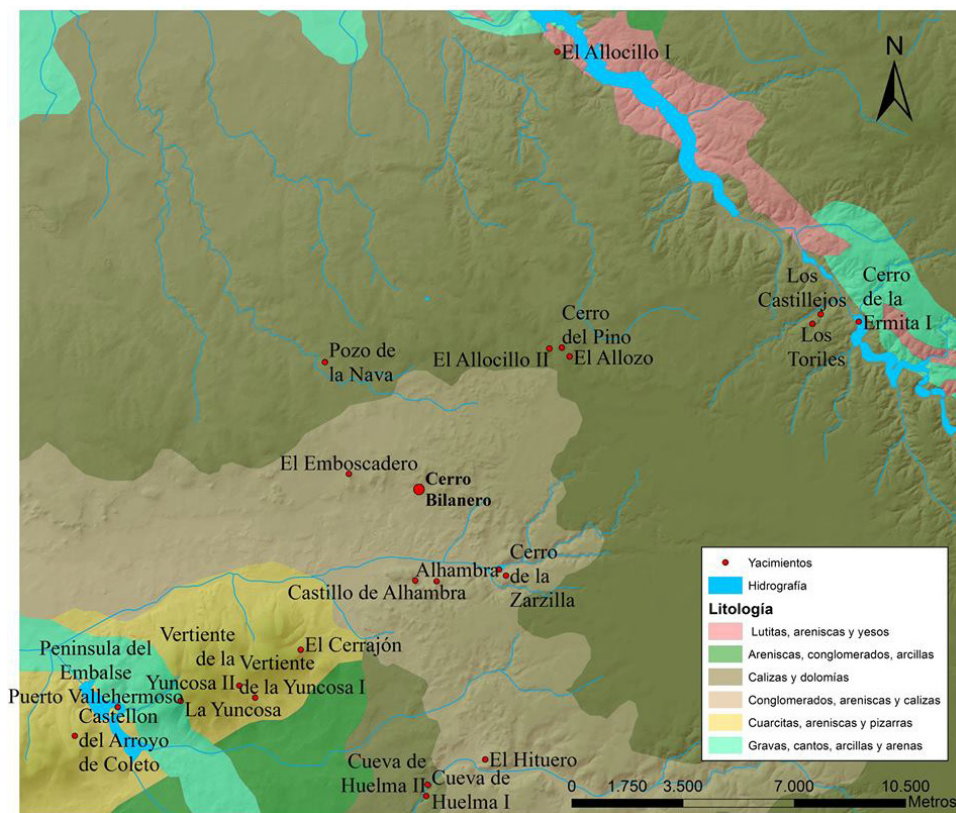 El Allocillo I
N
Los
Castillejos
Cerro
de la
Ermita I
Los
Toriles
Cerro
del Pino
El Allocillo II
El Allozo
Pozo de
la Nava
El Emboscadero
Cerro
Bilanero
Alhambra
Castillo de Alhambra
Cerro
de la
Zarzilla
El Cerrajón
Vertiente
de la
Yuncosa II
Vertiente
de la Yuncosa I
La Yuncosa
Peninsula del
Embalse
Puerto Vallehermoso
Castellon
del Arroyo
de Coleto
El Hituero
Cueva de
Huelma II
Cueva de
Huelma I
Yacimientos
Hidrografía
Litología
Lutitas, areniscas y yesos
Areniscas, conglomerados, arcillas
Calizas y dolomías
Conglomerados, areniscas y calizas
Cuarcitas, areniscas y pizarras
Gravas, cantos, arcillas y arenas
0 1.750 3.500 7.000 10.500
Metros